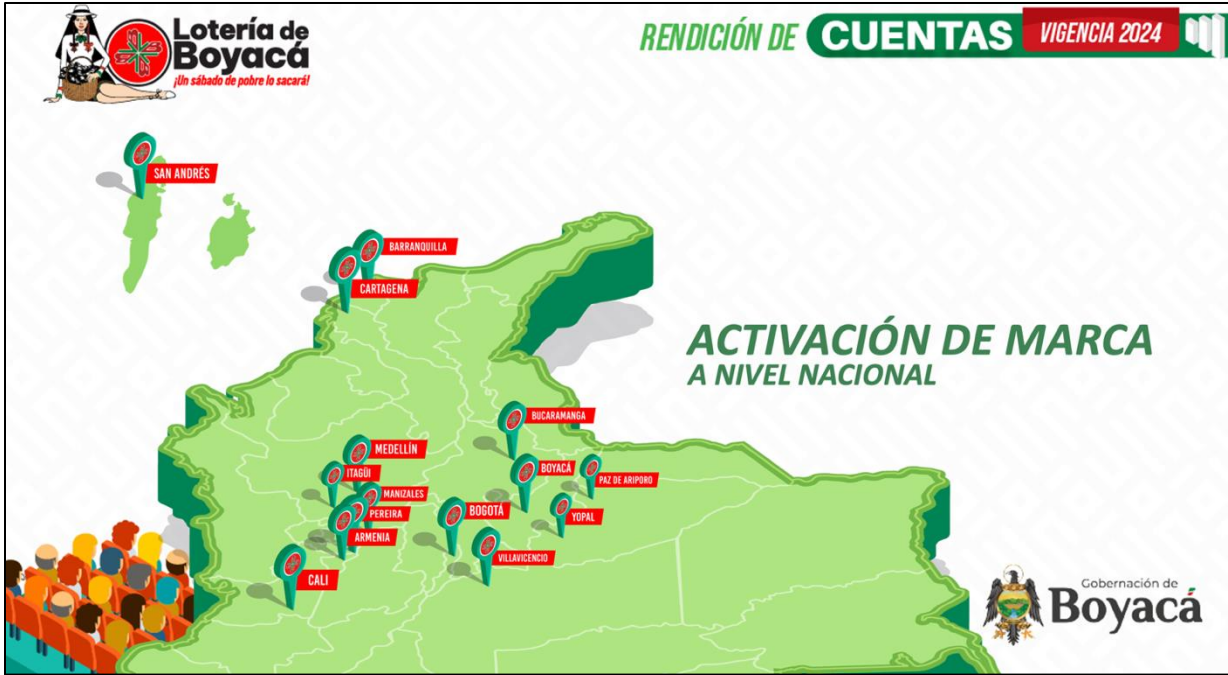 Lotería de
Boyacá
¡Un sábado de pobre lo sacará!
RENDICIÓN DE CUENTAS VIGENCIA 2024
SAN ANDRÉS
BARRANQUILLA
CARTAGENA
ACTIVACIÓN DE MARCA
A NIVEL NACIONAL
BUCARAMANGA
MEDELLÍN
ITAGÜI
BOYACÁ
PAZ DE ARIPORO
MANIZALES
PEREIRA
BOGOTÁ
YOPAL
ARMENIA
VILLAVICENCIO
CALI
Gobernación de
Boyacá